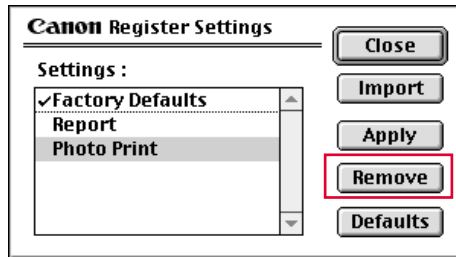 Canon Register Settings
Close
Settings :
Import
✓Factory Defaults
Report
Apply
Photo Print
Remove
Defaults